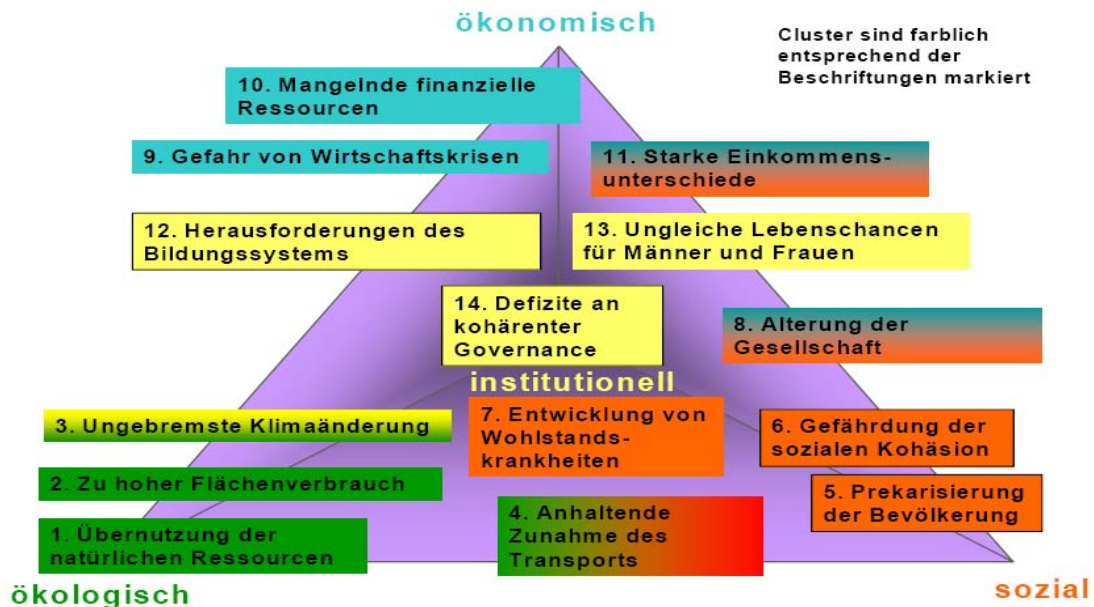 ökonomisch
Cluster sind farblich
entsprechend der
Beschriftungen markiert
10. Mangelnde finanzielle
Ressourcen
9. Gefahr von Wirtschaftskrisen
11. Starke Einkommens-
unterschiede
12. Herausforderungen des
Bildungssystems
13. Ungleiche Lebenschancen
für Männer und Frauen
14. Defizite an
kohärenter
Governance
8. Alterung der
Gesellschaft
institutionell
3. Ungebremste Klimaänderung
7. Entwicklung von
Wohlstands-
krankheiten
6. Gefährdung der
sozialen Kohäsion
2. Zu hoher Flächenverbrauch
5. Prekarisierung
der Bevölkerung
1. Übernutzung der
natürlichen Ressourcen
4. Anhaltende
Zunahme des
Transports
ökologisch
sozial